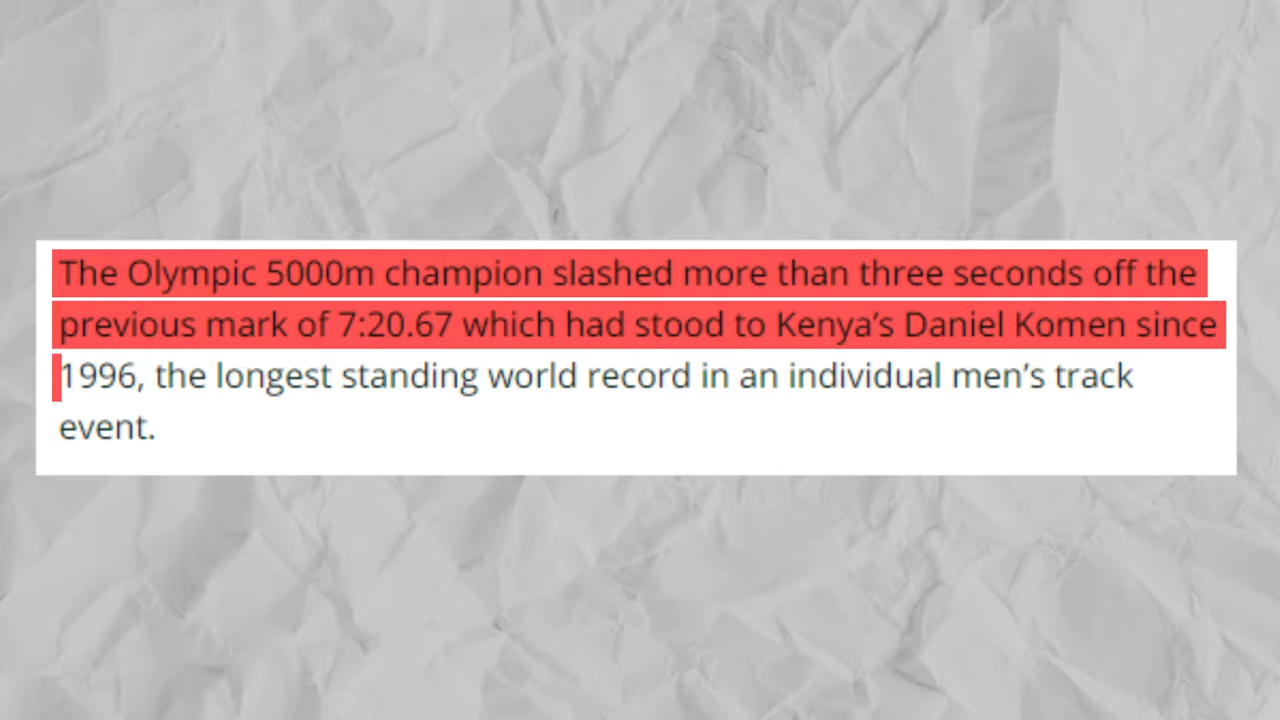 The Olympic 5000m champion slashed more than three seconds off the
previous mark of 7:20.67 which had stood to Kenya’s Daniel Komen since
1996, the longest standing world record in an individual men’s track
event.